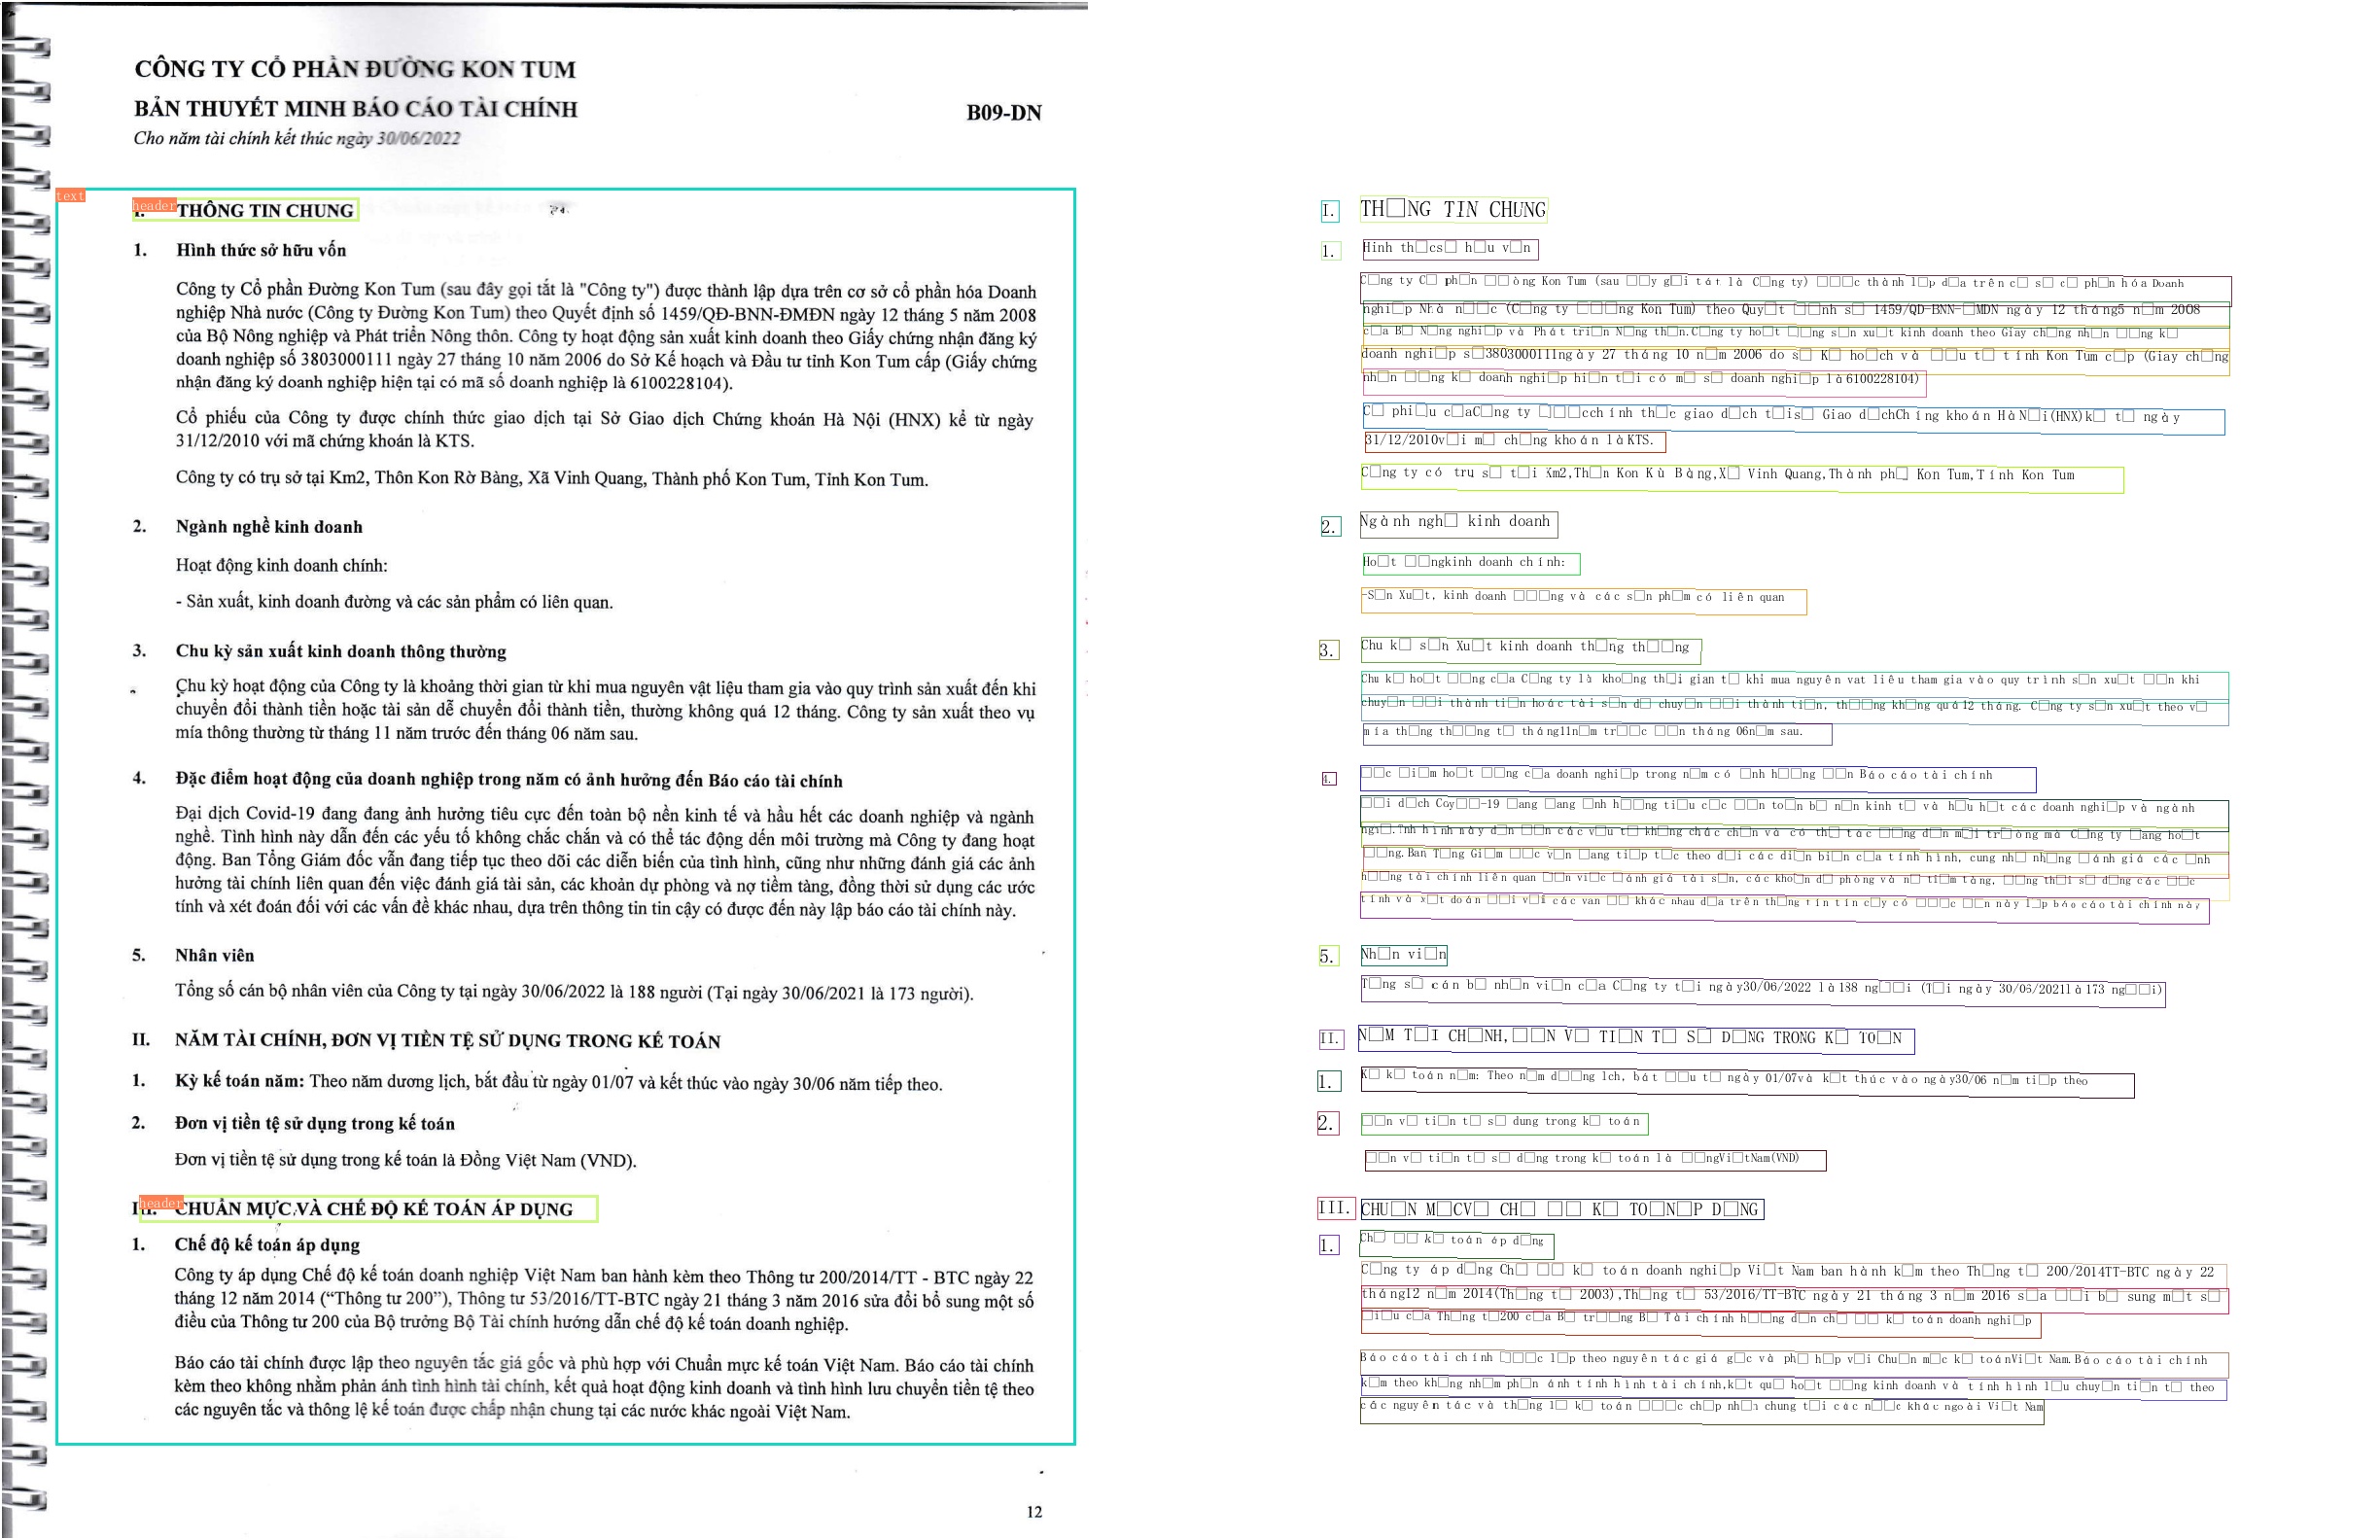 CÔNG TY CỔ PHẦN ĐƯỜNG KON TUM
BẢN THUYẾT MINH BÁO CÁO TÀI CHÍNH
B09-DN
Cho năm tài chính kết thúc ngày 30/06/2022
text
header
THÔNG TIN CHUNG
1. Hình thức sở hữu vốn
Công ty Cổ phần Đường Kon Tum (sau đây gọi tắt là "Công ty") được thành lập dựa trên cơ sở cổ phần hóa Doanh
nghiệp Nhà nước (Công ty Đường Kon Tum) theo Quyết định số 1459/QĐ-BNN-ĐMĐN ngày 12 tháng 5 năm 2008
của Bộ Nông nghiệp và Phát triển Nông thôn. Công ty hoạt động sản xuất kinh doanh theo Giấy chứng nhận đăng ký
doanh nghiệp số 3803000111 ngày 27 tháng 10 năm 2006 do Sở Kế hoạch và Đầu tư tỉnh Kon Tum cấp (Giấy chứng
nhận đăng ký doanh nghiệp hiện tại có mã số doanh nghiệp là 6100228104).
Cổ phiếu của Công ty được chính thức giao dịch tại Sở Giao dịch Chứng khoán Hà Nội (HNX) kể từ ngày
31/12/2010 với mã chứng khoán là KTS.
Công ty có trụ sở tại Km2, Thôn Kon Rờ Bàng, Xã Vinh Quang, Thành phố Kon Tum, Tỉnh Kon Tum.
2. Ngành nghề kinh doanh
Hoạt động kinh doanh chính:
- Sản xuất, kinh doanh đường và các sản phẩm có liên quan.
3. Chu kỳ sản xuất kinh doanh thông thường
Chu kỳ hoạt động của Công ty là khoảng thời gian từ khi mua nguyên vật liệu tham gia vào quy trình sản xuất đến khi
chuyển đổi thành tiền hoặc tài sản dễ chuyển đổi thành tiền, thường không quá 12 tháng. Công ty sản xuất theo vụ
mía thông thường từ tháng 11 năm trước đến tháng 06 năm sau.
4. Đặc điểm hoạt động của doanh nghiệp trong năm có ảnh hưởng đến Báo cáo tài chính
Đại dịch Covid-19 đang đang ảnh hưởng tiêu cực đến toàn bộ nền kinh tế và hầu hết các doanh nghiệp và ngành
nghề. Tình hình này dẫn đến các yếu tố không chắc chắn và có thể tác động đến môi trường mà Công ty đang hoạt
động. Ban Tổng Giám đốc vẫn đang tiếp tục theo dõi các diễn biến của tình hình, cũng như những đánh giá các ảnh
hưởng tài chính liên quan đến việc đánh giá tài sản, các khoản dự phòng và nợ tiềm tàng, đồng thời sử dụng các ước
tính và xét đoán đối với các vấn đề khác nhau, dựa trên thông tin tin cậy có được đến này lập báo cáo tài chính này.
5. Nhân viên
Tổng số cán bộ nhân viên của Công ty tại ngày 30/06/2022 là 188 người (Tại ngày 30/06/2021 là 173 người).
II. NĂM TÀI CHÍNH, ĐƠN VỊ TIỀN TỆ SỬ DỤNG TRONG KẾ TOÁN
1. Kỳ kế toán năm: Theo năm dương lịch, bắt đầu từ ngày 01/07 và kết thúc vào ngày 30/06 năm tiếp theo.
2. Đơn vị tiền tệ sử dụng trong kế toán
Đơn vị tiền tệ sử dụng trong kế toán là Đồng Việt Nam (VND).
header
III. CHUẨN MỰC VÀ CHẾ ĐỘ KẾ TOÁN ÁP DỤNG
1. Chế độ kế toán áp dụng
Công ty áp dụng Chế độ kế toán doanh nghiệp Việt Nam ban hành kèm theo Thông tư 200/2014/TT - BTC ngày 22
tháng 12 năm 2014 (“Thông tư 200”), Thông tư 53/2016/TT-BTC ngày 21 tháng 3 năm 2016 sửa đổi bổ sung một số
điều của Thông tư 200 của Bộ trưởng Bộ Tài chính hướng dẫn chế độ kế toán doanh nghiệp.
Báo cáo tài chính được lập theo nguyên tắc giá gốc và phù hợp với Chuẩn mực kế toán Việt Nam. Báo cáo tài chính
kèm theo không nhằm phản ánh tình hình tài chính, kết quả hoạt động kinh doanh và tình hình lưu chuyển tiền tệ theo
các nguyên tắc và thông lệ kế toán được chấp nhận chung tại các nước khác ngoài Việt Nam.
12
I. TH□NG TIN CHUNG
1. Hình th□cs□ h□u v□n
C□ng ty C□ ph□n □□òng Kon Tum (sau □□y g□i tát là C□ng ty) □□□c thành l□p d□a trên c□ s□ c□ ph□n hóa Doanh
nghi□p Nhà n□□c (C□ng ty □□□ng Kon Tum) theo Quy□t □□nh s□ 1459/QD-BNN-□MDN ngày 12 tháng5 n□m 2008
c□a B□ N□ng nghi□p và Phát tri□n N□ng th□n.C□ng ty ho□t □□ng s□n xu□t kinh doanh theo Giay ch□ng nh□n □□ng k□
doanh nghi□p s□3803000111ngày 27 tháng 10 n□m 2006 do s□ K□ ho□ch và □□u t□ tính Kon Tum c□p (Giay ch□ng
nh□n □□ng k□ doanh nghi□p hi□n t□i có m□ s□ doanh nghi□p là6100228104)
C□ phi□u c□aC□ng ty □□□cchính th□c giao d□ch t□is□ Giao d□chChíng khoán HàN□i(HNX)k□ t□ ngày
31/12/2010v□i m□ ch□ng khoán làKTS.
C□ng ty có trụ s□ t□i Km2,Th□n Kon Kù Bàng,X□ Vinh Quang,Thành ph□ Kon Tum,Tính Kon Tum
2. Ngành ngh□ kinh doanh
Ho□t □□ngkinh doanh chính:
-S□n Xu□t, kinh doanh □□□ng và các s□n ph□m có liên quan
3. Chu k□ s□n Xu□t kinh doanh th□ng th□□ng
Chu k□ ho□t □□ng c□a C□ng ty là kho□ng th□i gian t□ khi mua nguyên vat liêu tham gia vào quy trình s□n xu□t □□n khi
chuy□n □□i thành ti□n hoác tài s□n d□ chuy□n □□i thành ti□n, th□□ng kh□ng quá12 tháng. C□ng ty s□n xu□t theo v□
mía th□ng th□□ng t□ tháng11n□m tr□□c □□n tháng 06n□m sau.
4. □□c □i□m ho□t □□ng c□a doanh nghi□p trong n□m có □nh h□□ng □□n Báo cáo tài chính
□□i d□ch Coy□□-19 □ang □ang □nh h□□ng ti□u c□c □□n toàn b□ n□n kinh t□ và h□u h□t các doanh nghi□p và ngành
□□ng.Ban T□ng Gi□m □□c v□n □ang ti□p t□c theo d□i các di□n bi□n c□a tính hình, cung nh□ nh□ng □ánh giá các □nh
h□□ng tài chính liên quan □□n vi□c □ánh giá tài s□n, các kho□n d□ phòng và n□ ti□m tàng, □□ng th□i s□ d□ng các □□c
tính và x□t doán □□i v□i các van □□ khác nhau d□a trên th□ng tin tin c□y có □□□c □□n này l□p báo cáo tài chính này
5. Nh□n vi□n
T□ng s□ cán b□ nh□n vi□n c□a C□ng ty t□i ngày30/06/2022 là188 ng□□i (T□i ngày 30/06/2021là173 ng□□i)
II. N□M T□I CH□NH,□□N V□ TI□N T□ S□ D□NG TRONG K□ TO□N
1. K□ k□ toán n□m: Theo n□m d□□ng lch, bát □□u t□ ngày 01/07và k□t thúc vào ngày30/06 n□m ti□p theo
2. □□n v□ ti□n t□ s□ dung trong k□ toán
□□n v□ ti□n t□ s□ d□ng trong k□ toán là □□ngVi□tNam(VND)
III. CHU□N M□CV□ CH□ □□ K□ TO□N□P D□NG
1. Ch□ □□ k□ toán áp d□ng
C□ng ty áp d□ng Ch□ □□ k□ toán doanh nghi□p Vi□t Nam ban hành k□m theo Th□ng t□ 200/2014TT-BTC ngày 22
tháng12 n□m 2014(Th□ng t□ 2003),Th□ng t□ 53/2016/TT-BTC ngày 21 tháng 3 n□m 2016 s□a □□i b□ sung m□t s□
□i□u c□a Th□ng t□200 c□a B□ tr□□ng B□ Tài chính h□□ng d□n ch□ □□ k□ toán doanh nghi□p
Báo cáo tài chính □□□c l□p theo nguyên tác giá g□c và ph□ h□p v□i Chu□n m□c k□ toánVi□t Nam.Báo cáo tài chính
k□m theo kh□ng nh□m ph□n ánh tính hình tài chính,k□t qu□ ho□t □□ng kinh doanh và tính hình l□u chuy□n ti□n t□ theo
các nguyên tác và th□ng l□ k□ toán □□□c ch□p nh□n chung t□i các n□□c khác ngoài Vi□t Nam